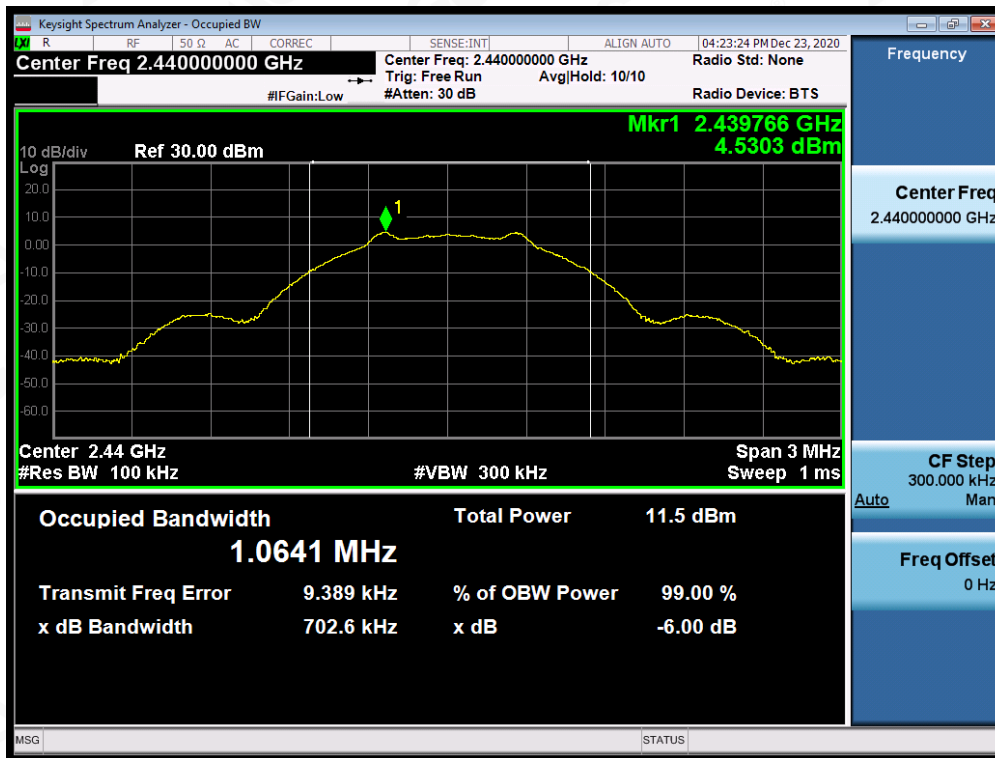 Keysight Spectrum Analyzer - Occupied BW
LXI R RF 50 Ω AC CORREC SENSE:INT ALIGN AUTO 04:23:24 PM Dec 23, 2020
Center Freq 2.440000000 GHz
Center Freq: 2.440000000 GHz Radio Std: None
Trig: Free Run Avg|Hold: 10/10
#IFGain:Low #Atten: 30 dB Radio Device: BTS
Mkr1 2.439766 GHz
4.5303 dBm
10 dB/div Ref 30.00 dBm
Log
20.0
10.0
1
0.00
-10.0
-20.0
-30.0
-40.0
-50.0
-60.0
Center 2.44 GHz Span 3 MHz
#Res BW 100 kHz #VBW 300 kHz Sweep 1 ms
Occupied Bandwidth Total Power 11.5 dBm
1.0641 MHz
Transmit Freq Error 9.389 kHz % of OBW Power 99.00 %
x dB Bandwidth 702.6 kHz x dB -6.00 dB
MSG STATUS
Frequency
Center Freq
2.440000000 GHz
CF Step
300.000 kHz
Auto Man
Freq Offset
0 Hz